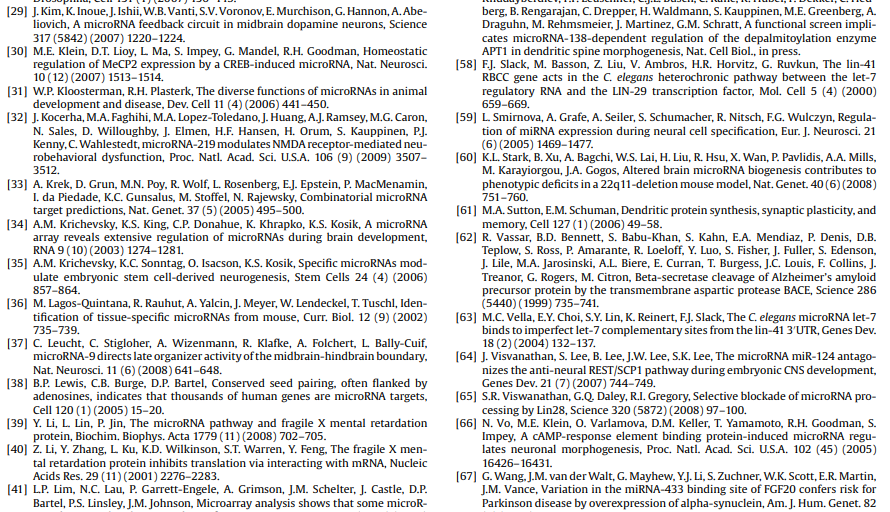 [29] J. Kim, K. Inoue, J. Ishii, W.B. Vanti, S.V. Voronov, E. Murchison, G. Hannon, A. Abe-
liovich, A microRNA feedback circuit in midbrain dopamine neurons, Science
317 (5842) (2007) 1220–1224.
[30] M.E. Klein, D.T. Lioy, L. Ma, S. Impey, G. Mandel, R.H. Goodman, Homeostatic
regulation of MeCP2 expression by a CREB-induced microRNA, Nat. Neurosci.
10 (12) (2007) 1513–1514.
[31] W.P. Kloosterman, R.H. Plasterk, The diverse functions of microRNAs in animal
development and disease, Dev. Cell 11 (4) (2006) 441–450.
[32] J. Kocerha, M.A. Faghihi, M.A. Lopez-Toledano, J. Huang, A.J. Ramsey, M.G. Caron,
N. Sales, D. Willoughby, J. Elmen, H.F. Hansen, H. Orum, S. Kauppinen, P.J.
Kenny, C. Wahlestedt, microRNA-219 modulates NMDA receptor-mediated neu-
robehavioral dysfunction, Proc. Natl. Acad. Sci. U.S.A. 106 (9) (2009) 3507–
3512.
[33] A. Krek, D. Grun, M.N. Poy, R. Wolf, L. Rosenberg, E.J. Epstein, P. MacMenamin,
I. da Piedade, K.C. Gunsalus, M. Stoffel, N. Rajewsky, Combinatorial microRNA
target predictions, Nat. Genet. 37 (5) (2005) 495–500.
[34] A.M. Krichevsky, K.S. King, C.P. Donahue, K. Khrapko, K.S. Kosik, A microRNA
array reveals extensive regulation of microRNAs during brain development,
RNA 9 (10) (2003) 1274–1281.
[35] A.M. Krichevsky, K.C. Sonntag, O. Isacson, K.S. Kosik, Specific microRNAs mod-
ulate embryonic stem cell-derived neurogenesis, Stem Cells 24 (4) (2006)
857–864.
[36] M. Lagos-Quintana, R. Rauhut, A. Yalcin, J. Meyer, W. Lendeckel, T. Tuschl, Iden-
tification of tissue-specific microRNAs from mouse, Curr. Biol. 12 (9) (2002)
735–739.
[37] C. Leucht, C. Stigloher, A. Wizenmann, R. Klafke, A. Folchert, L. Bally-Cuif,
microRNA-9 directs late organizer activity of the midbrain-hindbrain boundary,
Nat. Neurosci. 11 (6) (2008) 641–648.
[38] B.P. Lewis, C.B. Burge, D.P. Bartel, Conserved seed pairing, often flanked by
adenosines, indicates that thousands of human genes are microRNA targets,
Cell 120 (1) (2005) 15–20.
[39] Y. Li, L. Lin, P. Jin, The microRNA pathway and fragile X mental retardation
protein, Biochim. Biophys. Acta 1779 (11) (2008) 702–705.
[40] Z. Li, Y. Zhang, L. Ku, K.D. Wilkinson, S.T. Warren, Y. Feng, The fragile X men-
tal retardation protein inhibits translation via interacting with mRNA, Nucleic
Acids Res. 29 (11) (2001) 2276–2283.
[41] L.P. Lim, N.C. Lau, P. Garrett-Engele, A. Grimson, J.M. Schelter, J. Castle, D.P.
Bartel, P.S. Linsley, J.M. Johnson, Microarray analysis shows that some microR-
berg, B. Rengarajan, C. Drepper, H. Waldmann, S. Kauppinen, M.E. Greenberg, A.
Draguhn, M. Rehmsmeier, J. Martinez, G.M. Schratt, A functional screen impli-
cates microRNA-138-dependent regulation of the depalmitoylation enzyme
APT1 in dendritic spine morphogenesis, Nat. Cell Biol., in press.
[58] F.J. Slack, M. Basson, Z. Liu, V. Ambros, H.R. Horvitz, G. Ruvkun, The lin-41
RBCC gene acts in the C. elegans heterochronic pathway between the let-7
regulatory RNA and the LIN-29 transcription factor, Mol. Cell 5 (4) (2000)
659–669.
[59] L. Smirnova, A. Grafe, A. Seiler, S. Schumacher, R. Nitsch, F.G. Wulczyn, Regula-
tion of miRNA expression during neural cell specification, Eur. J. Neurosci. 21
(6) (2005) 1469–1477.
[60] K.L. Stark, B. Xu, A. Bagchi, W.S. Lai, H. Liu, R. Hsu, X. Wan, P. Pavlidis, A.A. Mills,
M. Karayiorgou, J.A. Gogos, Altered brain microRNA biogenesis contributes to
phenotypic deficits in a 22q11-deletion mouse model, Nat. Genet. 40 (6) (2008)
751–760.
[61] M.A. Sutton, E.M. Schuman, Dendritic protein synthesis, synaptic plasticity, and
memory, Cell 127 (1) (2006) 49–58.
[62] R. Vassar, B.D. Bennett, S. Babu-Khan, S. Kahn, E.A. Mendiaz, P. Denis, D.B.
Teplow, S. Ross, P. Amarante, R. Loeloff, Y. Luo, S. Fisher, J. Fuller, S. Edenson,
J. Lile, M.A. Jarosinski, A.L. Biere, E. Curran, T. Burgess, J.C. Louis, F. Collins, J.
Treanor, G. Rogers, M. Citron, Beta-secretase cleavage of Alzheimer's amyloid
precursor protein by the transmembrane aspartic protease BACE, Science 286
(5440) (1999) 735–741.
[63] M.C. Vella, E.Y. Choi, S.Y. Lin, K. Reinert, F.J. Slack, The C. elegans microRNA let-7
binds to imperfect let-7 complementary sites from the lin-41 3′UTR, Genes Dev.
18 (2) (2004) 132–137.
[64] J. Visvanathan, S. Lee, B. Lee, J.W. Lee, S.K. Lee, The microRNA miR-124 antago-
nizes the anti-neural REST/SCP1 pathway during embryonic CNS development,
Genes Dev. 21 (7) (2007) 744–749.
[65] S.R. Viswanathan, G.Q. Daley, R.I. Gregory, Selective blockade of microRNA pro-
cessing by Lin28, Science 320 (5872) (2008) 97–100.
[66] N. Vo, M.E. Klein, O. Varlamova, D.M. Keller, T. Yamamoto, R.H. Goodman, S.
Impey, A cAMP-response element binding protein-induced microRNA regu-
lates neuronal morphogenesis, Proc. Natl. Acad. Sci. U.S.A. 102 (45) (2005)
16426–16431.
[67] G. Wang, J.M. van der Walt, G. Mayhew, Y.J. Li, S. Zuchner, W.K. Scott, E.R. Martin,
J.M. Vance, Variation in the miRNA-433 binding site of FGF20 confers risk for
Parkinson disease by overexpression of alpha-synuclein, Am. J. Hum. Genet. 82